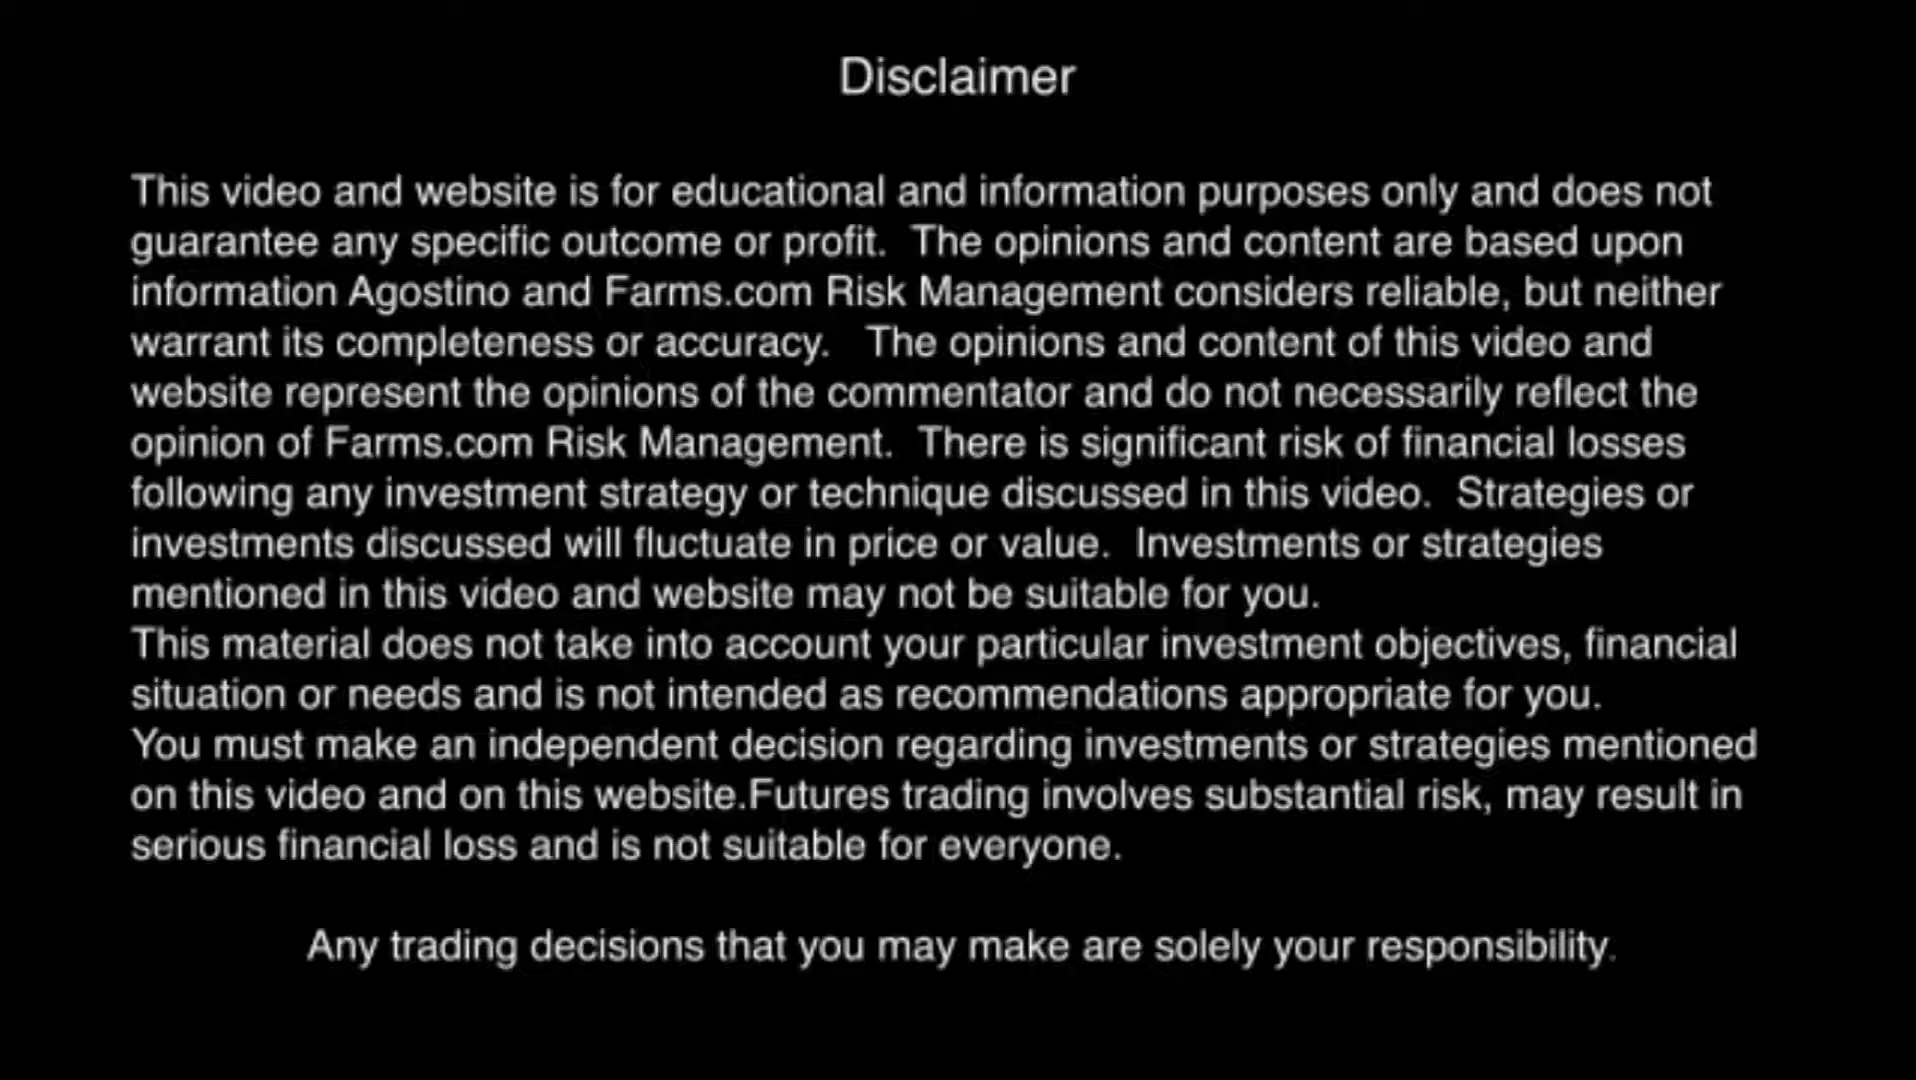 Disclaimer
This video and website is for educational and information purposes only and does not
guarantee any specific outcome or profit.  The opinions and content are based upon
information Agostino and Farms.com Risk Management considers reliable, but neither
warrant its completeness or accuracy.   The opinions and content of this video and
website represent the opinions of the commentator and do not necessarily reflect the
opinion of Farms.com Risk Management.  There is significant risk of financial losses
following any investment strategy or technique discussed in this video.  Strategies or
investments discussed will fluctuate in price or value.  Investments or strategies
mentioned in this video and website may not be suitable for you.
This material does not take into account your particular investment objectives, financial
situation or needs and is not intended as recommendations appropriate for you.
You must make an independent decision regarding investments or strategies mentioned
on this video and on this website.Futures trading involves substantial risk, may result in
serious financial loss and is not suitable for everyone.
Any trading decisions that you may make are solely your responsibility.